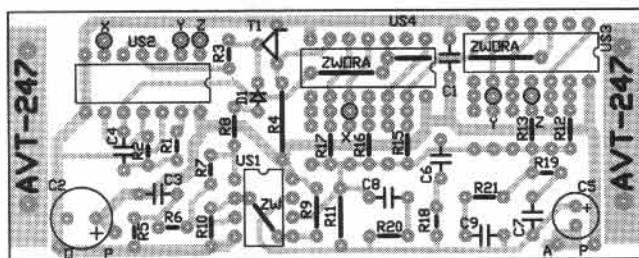 AVT-247
X
US2
Y
Z
R3
T1
US4
ZWORA
C1
ZWORA
US3
D1
R8
R4
X
Y
Z
R13
R12
C4
R2
R1
R17
R16
R15
C2
C3
R7
US1
C6
R19
C8
R21
C5
ZW
R5
R6
R10
R9
R11
R20
R18
C9
C7
P
A
P
AVT-247